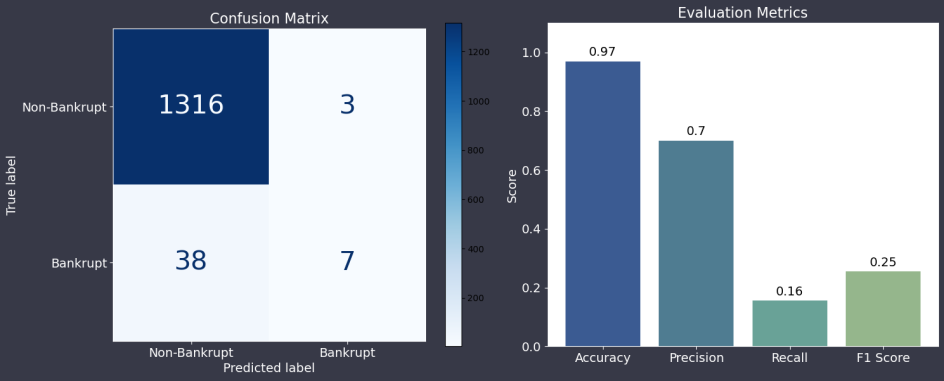 Confusion Matrix
True label
Non-Bankrupt
1316
3
Bankrupt
38
7
Non-Bankrupt
Bankrupt
Predicted label
1200
1000
800
600
400
200
Evaluation Metrics
Score
1.0
0.8
0.6
0.4
0.2
0.0
0.97
0.7
0.16
0.25
Accuracy
Precision
Recall
F1 Score